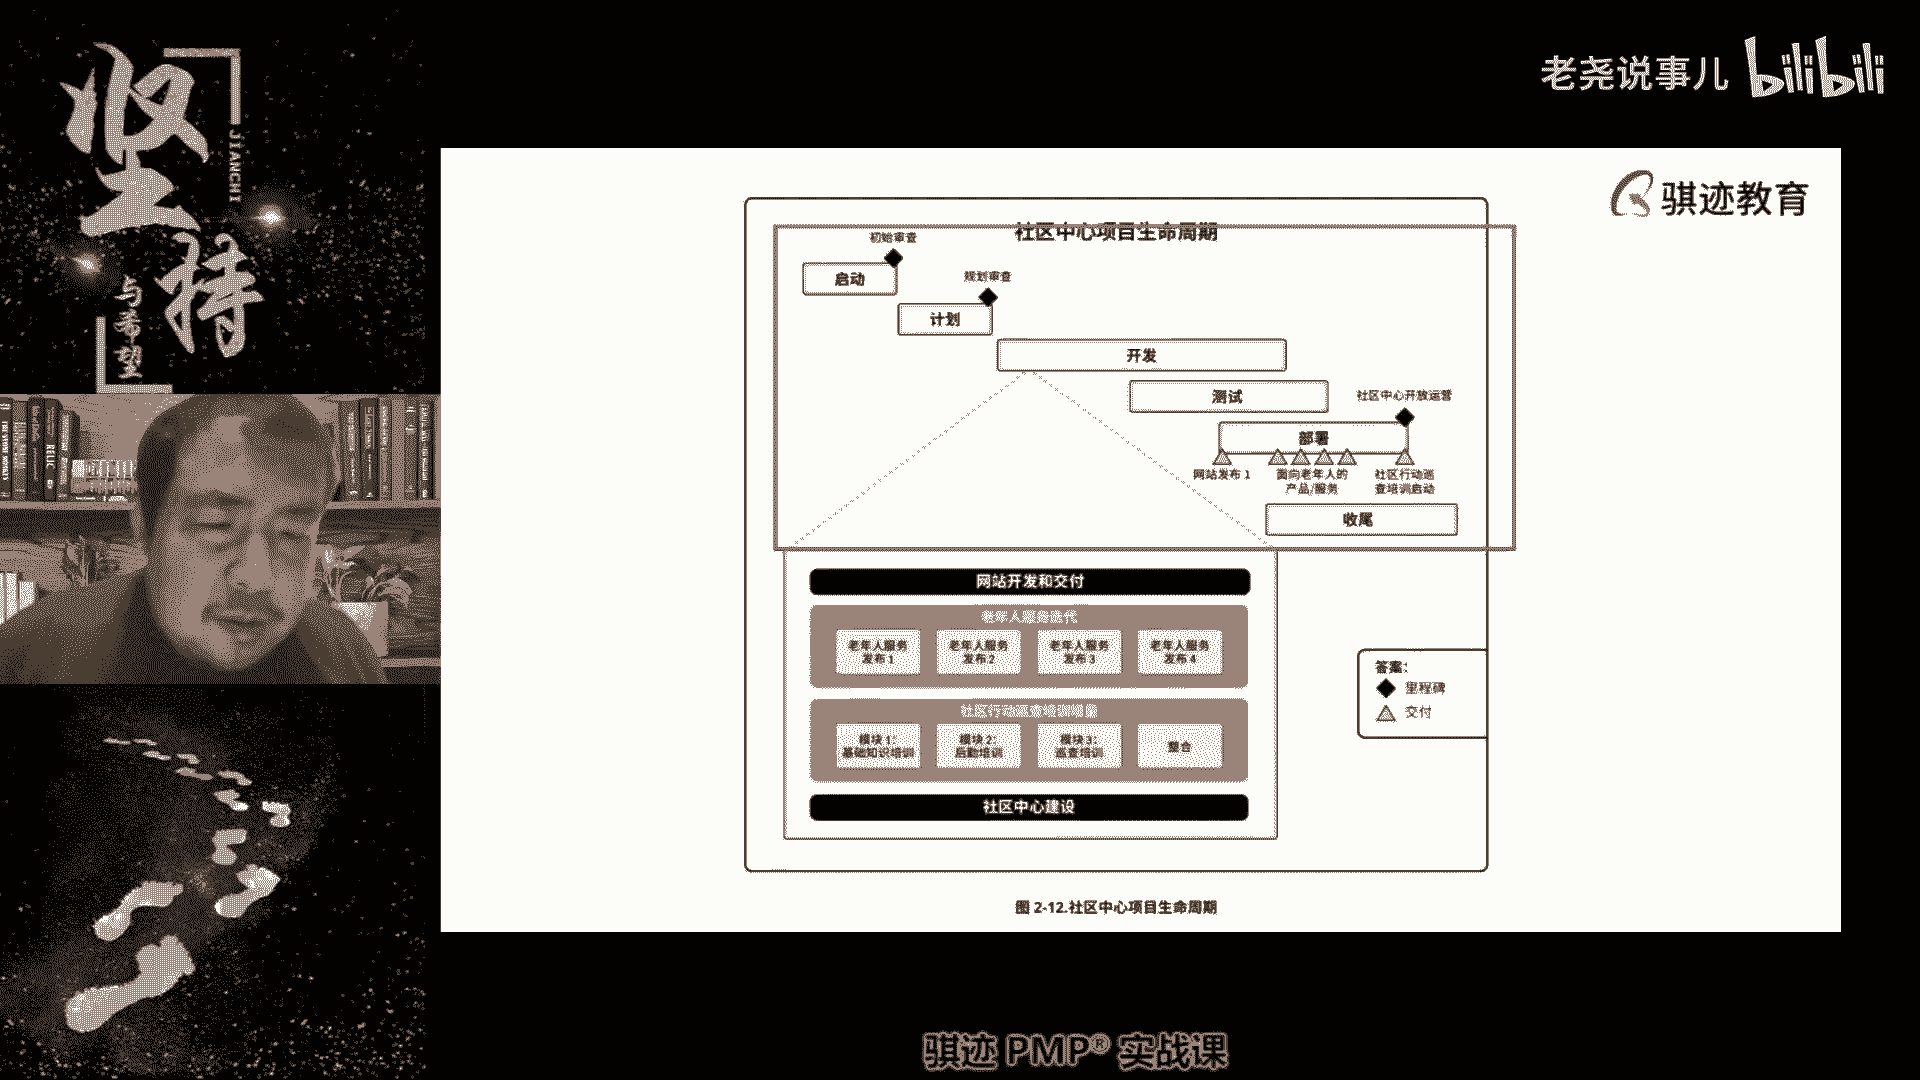 坚持
JIANCHI
与希望
老尧说事儿 bilibili
骐迹教育
社区中心项目生命周期
初始审查
启动
规划审查
计划
开发
测试
社区中心开放运营
部署
网站发布 1
面向老年人的
产品/服务
社区行动巡
查培训启动
收尾
网站开发和交付
老年人服务迭代
老年人服务
发布 1
老年人服务
发布 2
老年人服务
发布 3
老年人服务
发布 4
社区行动巡查培训增量
模块 1:
基础知识培训
模块 2:
后勤培训
模块 3:
巡查培训
整合
社区中心建设
答案:
里程碑
交付
图 2-12.社区中心项目生命周期
骐迹 PMP® 实战课
RELIC